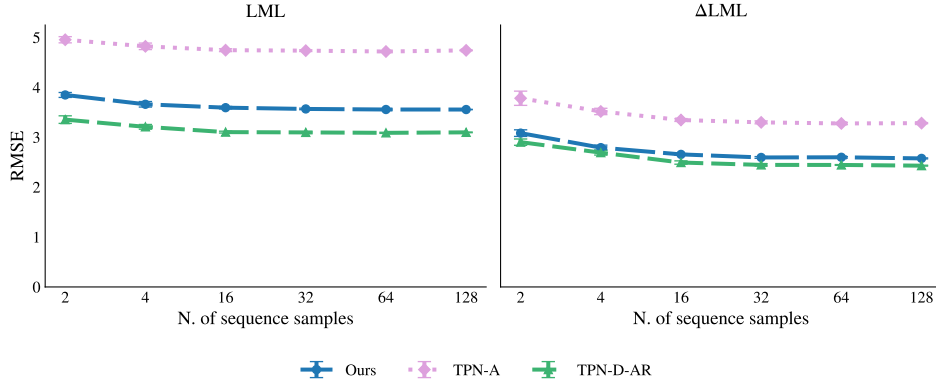 LML
ΔLML
RMSE
5
4
3
2
1
0
2 4 16 32 64 128
2 4 16 32 64 128
N. of sequence samples
N. of sequence samples
Ours TPN-A TPN-D-AR